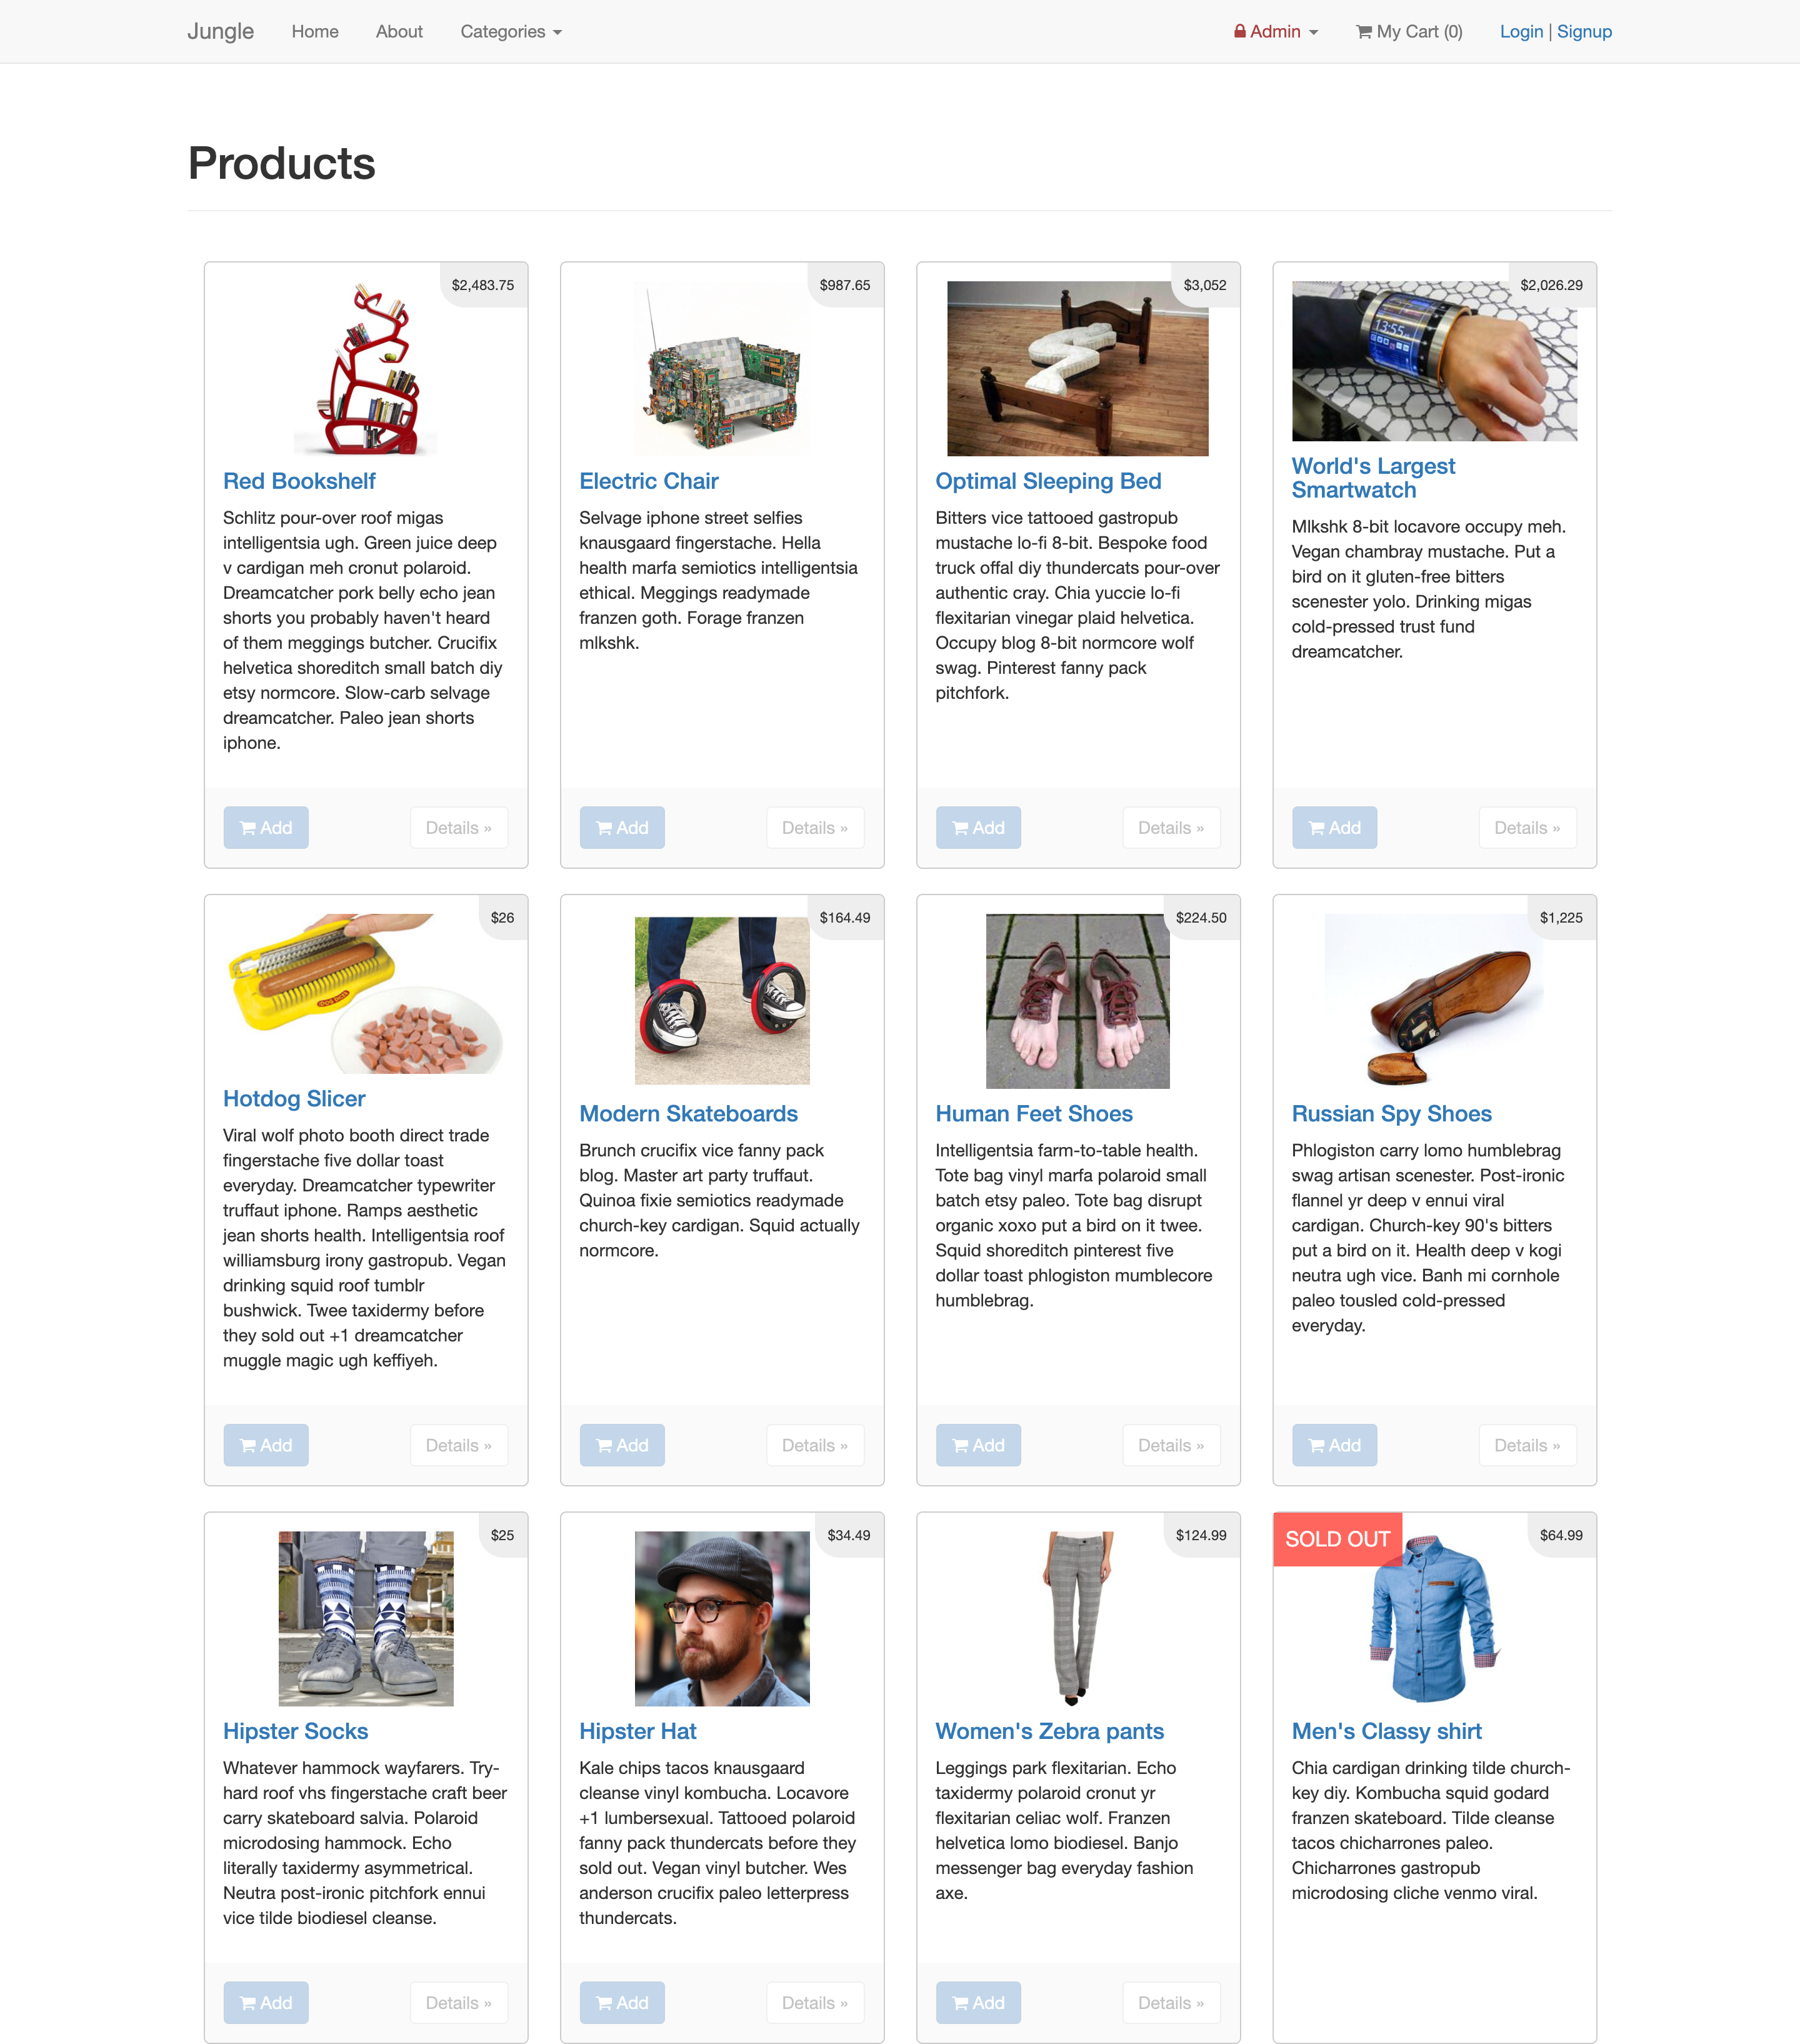 Jungle Home About Categories Admin My Cart (0) Login | Signup
Products
$2,483.75
Red Bookshelf
Schlitz pour-over roof migas
intelligentsia ugh. Green juice deep
v cardigan meh cronut polaroid.
Dreamcatcher pork belly echo jean
shorts you probably haven't heard
of them meggings butcher. Crucifix
helvetica shoreditch small batch diy
etsy normcore. Slow-carb selvage
dreamcatcher. Paleo jean shorts
iphone.
Add Details »
$987.65
Electric Chair
Selvage iphone street selfies
knausgaard fingerstache. Hella
health marfa semiotics intelligentsia
ethical. Meggings readymade
franzen goth. Forage franzen
mlkshk.
Add Details »
$3,052
Optimal Sleeping Bed
Bitters vice tattooed gastropub
mustache lo-fi 8-bit. Bespoke food
truck offal diy thundercats pour-over
authentic cray. Chia yuccie lo-fi
flexitarian vinegar plaid helvetica.
Occupy blog 8-bit normcore wolf
swag. Pinterest fanny pack
pitchfork.
Add Details »
$2,026.29
13:55
World's Largest
Smartwatch
Mlkshk 8-bit locavore occupy meh.
Vegan chambray mustache. Put a
bird on it gluten-free bitters
scenester yolo. Drinking migas
cold-pressed trust fund
dreamcatcher.
Add Details »
$26
Hotdog Slicer
Viral wolf photo booth direct trade
fingerstache five dollar toast
everyday. Dreamcatcher typewriter
truffaut iphone. Ramps aesthetic
jean shorts health. Intelligentsia roof
williamsburg irony gastropub. Vegan
drinking squid roof tumblr
bushwick. Twee taxidermy before
they sold out +1 dreamcatcher
muggle magic ugh keffiyeh.
Add Details »
$164.49
Modern Skateboards
Brunch crucifix vice fanny pack
blog. Master art party truffaut.
Quinoa fixie semiotics readymade
church-key cardigan. Squid actually
normcore.
Add Details »
$224.50
Human Feet Shoes
Intelligentsia farm-to-table health.
Tote bag vinyl marfa polaroid small
batch etsy paleo. Tote bag disrupt
organic xoxo put a bird on it twee.
Squid shoreditch pinterest five
dollar toast phlogiston mumblecore
humblebrag.
Add Details »
$1,225
Russian Spy Shoes
Phlogiston carry lomo humblebrag
swag artisan scenester. Post-ironic
flannel yr deep v ennui viral
cardigan. Church-key 90's bitters
put a bird on it. Health deep v kogi
neutra ugh vice. Banh mi cornhole
paleo tousled cold-pressed
everyday.
Add Details »
$25
Hipster Socks
Whatever hammock wayfarers. Try-
hard roof vhs fingerstache craft beer
carry skateboard salvia. Polaroid
microdosing hammock. Echo
literally taxidermy asymmetrical.
Neutra post-ironic pitchfork ennui
vice tilde biodiesel cleanse.
Add Details »
$34.49
Hipster Hat
Kale chips tacos knausgaard
cleanse vinyl kombucha. Locavore
+1 lumbersexual. Tattooed polaroid
fanny pack thundercats before they
sold out. Vegan vinyl butcher. Wes
anderson crucifix paleo letterpress
thundercats.
Add Details »
$124.99
Women's Zebra pants
Leggings park flexitarian. Echo
taxidermy polaroid cronut yr
flexitarian celiac wolf. Franzen
helvetica lomo biodiesel. Banjo
messenger bag everyday fashion
axe.
Add Details »
SOLD OUT $64.99
Men's Classy shirt
Chia cardigan drinking tilde church-
key diy. Kombucha squid godard
franzen skateboard. Tilde cleanse
tacos chicharrones paleo.
Chicharrones gastropub
microdosing cliche venmo viral.